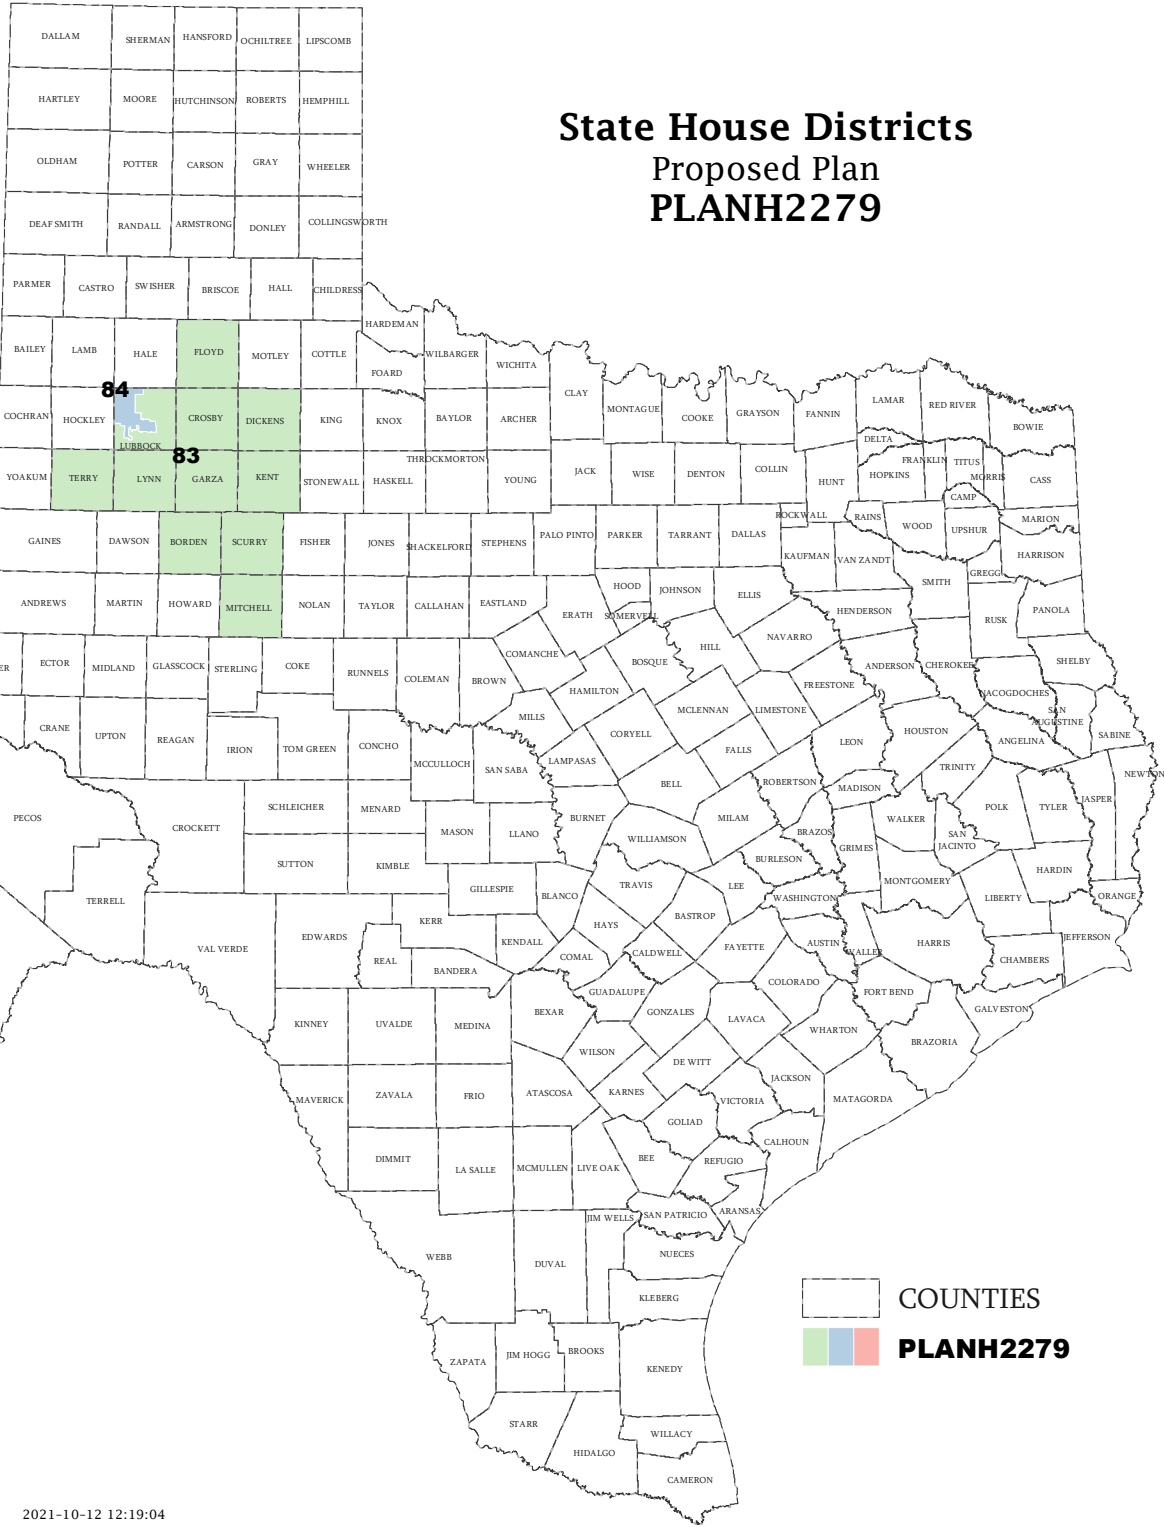 State House Districts
Proposed Plan
PLANH2279
DALLAM SHERMAN HANSFORD OCHILTREE LIPSCOMB
HARTLEY MOORE HUTCHINSON ROBERTS HEMPHILL
OLDHAM POTTER CARSON GRAY WHEELER
DEAF SMITH RANDALL ARMSTRONG DONLEY COLLINGSWORTH
PARMER CASTRO SWISHER BRISCOE HALL CHILDRESS
HARDEMAN
BAILEY LAMB HALE FLOYD MOTLEY COTTLE FOARD WILBARGER WICHITA
84
CLAY
COCHRAN HOCKLEY LUBBOCK CROSBY DICKENS KING KNOX BAYLOR ARCHER MONTAGUE COOKE GRAYSON FANNIN LAMAR RED RIVER BOWIE
DELTA
83
YOAKUM TERRY LYNN GARZA KENT STONEWALL HASKELL THROCKMORTON YOUNG JACK WISE DENTON COLLIN HUNT HOPKINS FRANKLIN TITUS MORRIS CASS
CAMP
ROCKWALL RAINS WOOD UPSHUR MARION
GAINES DAWSON BORDEN SCURRY FISHER JONES SHACKELFORD STEPHENS PALO PINTO PARKER TARRANT DALLAS KAUFMAN VAN ZANDT HARRISON
SMITH GREGG
ANDREWS MARTIN HOWARD MITCHELL NOLAN TAYLOR CALLAHAN EASTLAND ERATH HOOD SOMERVELL JOHNSON ELLIS HENDERSON RUSK PANOLA
NAVARRO
ER ECTOR MIDLAND GLASSCOCK STERLING COKE RUNNELS COLEMAN BROWN COMANCHE BOSQUE HILL ANDERSON CHEROKEE SHELBY
HAMILTON FREESTONE NACOGDOCHES
MILLS MCLENNAN LIMESTONE SAN
AUGUSTINE
CRANE UPTON REAGAN IRION TOM GREEN CONCHO CORYELL FALLS LEON HOUSTON ANGELINA SABINE
MCCULLOCH SAN SABA LAMPASAS TRINITY NEWTON
BELL ROBERTSON MADISON
PECOS CROCKETT SCHLEICHER MENARD BURNET MILAM POLK TYLER JASPER
MASON LLANO WILLIAMSON BRAZOS WALKER SAN
JACINTO
GRIMES
SUTTON KIMBLE BURLESON HARDIN
GILLESPIE TRAVIS LEE MONTGOMERY
TERRELL BLANCO WASHINGTON LIBERTY ORANGE
KERR HAYS BASTROP
VAL VERDE EDWARDS KENDALL FAYETTE AUSTIN WALLER HARRIS JEFFERSON
REAL BANDERA COMAL CALDWELL CHAMBERS
COLORADO
GUADALUPE FORT BEND
BEXAR GONZALES LAVACA GALVESTON
KINNEY UVALDE MEDINA WHARTON
WILSON BRAZORIA
DE WITT
JACKSON
MAVERICK ZAVALA FRIO ATASCOSA KARNES VICTORIA MATAGORDA
GOLIAD
CALHOUN
DIMMIT LA SALLE MCMULLEN LIVE OAK BEE REFUGIO
JIM WELLS SAN PATRICIO ARANSAS
WEBB DUVAL NUECES
KLEBERG
COUNTIES
PLANH2279
ZAPATA JIM HOGG BROOKS KENEDY
STARR WILLACY
HIDALGO
CAMERON
2021-10-12 12:19:04